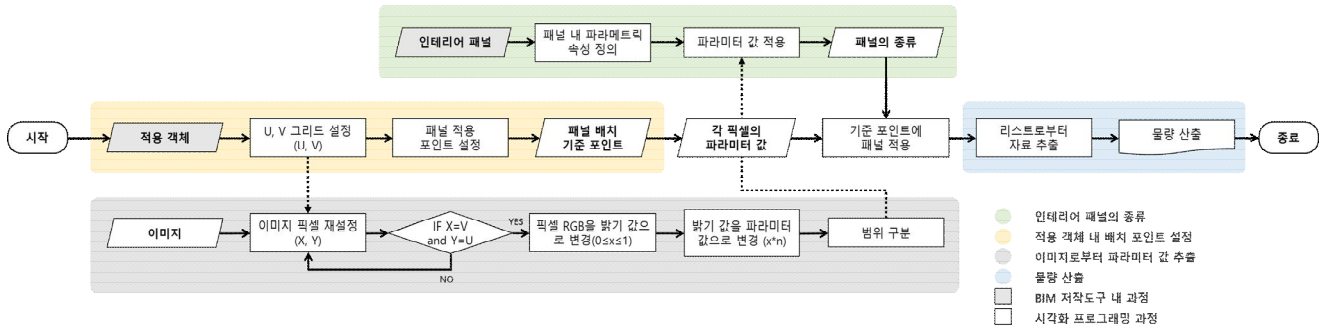 인테리어 패널
패널 내 파라메트릭
속성 정의
파라미터 값 적용
패널의 종류
시작
적용 객체
U, V 그리드 설정
(U, V)
패널 적용
포인트 설정
패널 배치
기준 포인트
각 픽셀의
파라미터 값
기준 포인트에
패널 적용
리스트로부터
자료 추출
물량 산출
종료
이미지
이미지 픽셀 재설정
(X, Y)
IF X=V
and Y=U
YES
NO
픽셀 RGB을 밝기 값으
로 변경(0≤x≤1)
밝기 값을 파라미터
값으로 변경 (x*n)
범위 구분
인테리어 패널의 종류
적용 객체 내 배치 포인트 설정
이미지로부터 파라미터 값 추출
물량 산출
BIM 저작도구 내 과정
시각화 프로그래밍 과정